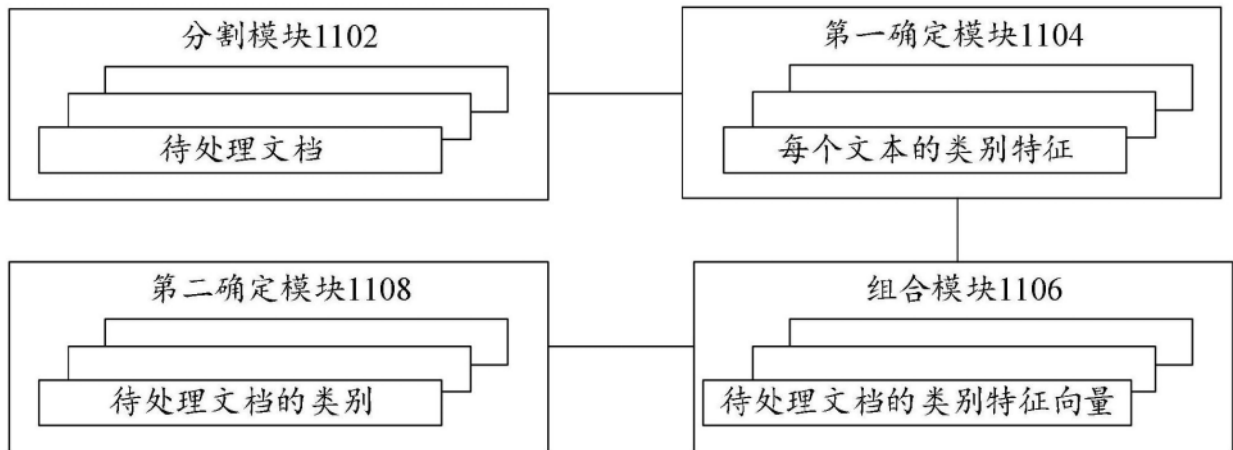 分割模块1102
待处理文档
第一确定模块1104
每个文本的类别特征
第二确定模块1108
待处理文档的类别
组合模块1106
待处理文档的类别特征向量